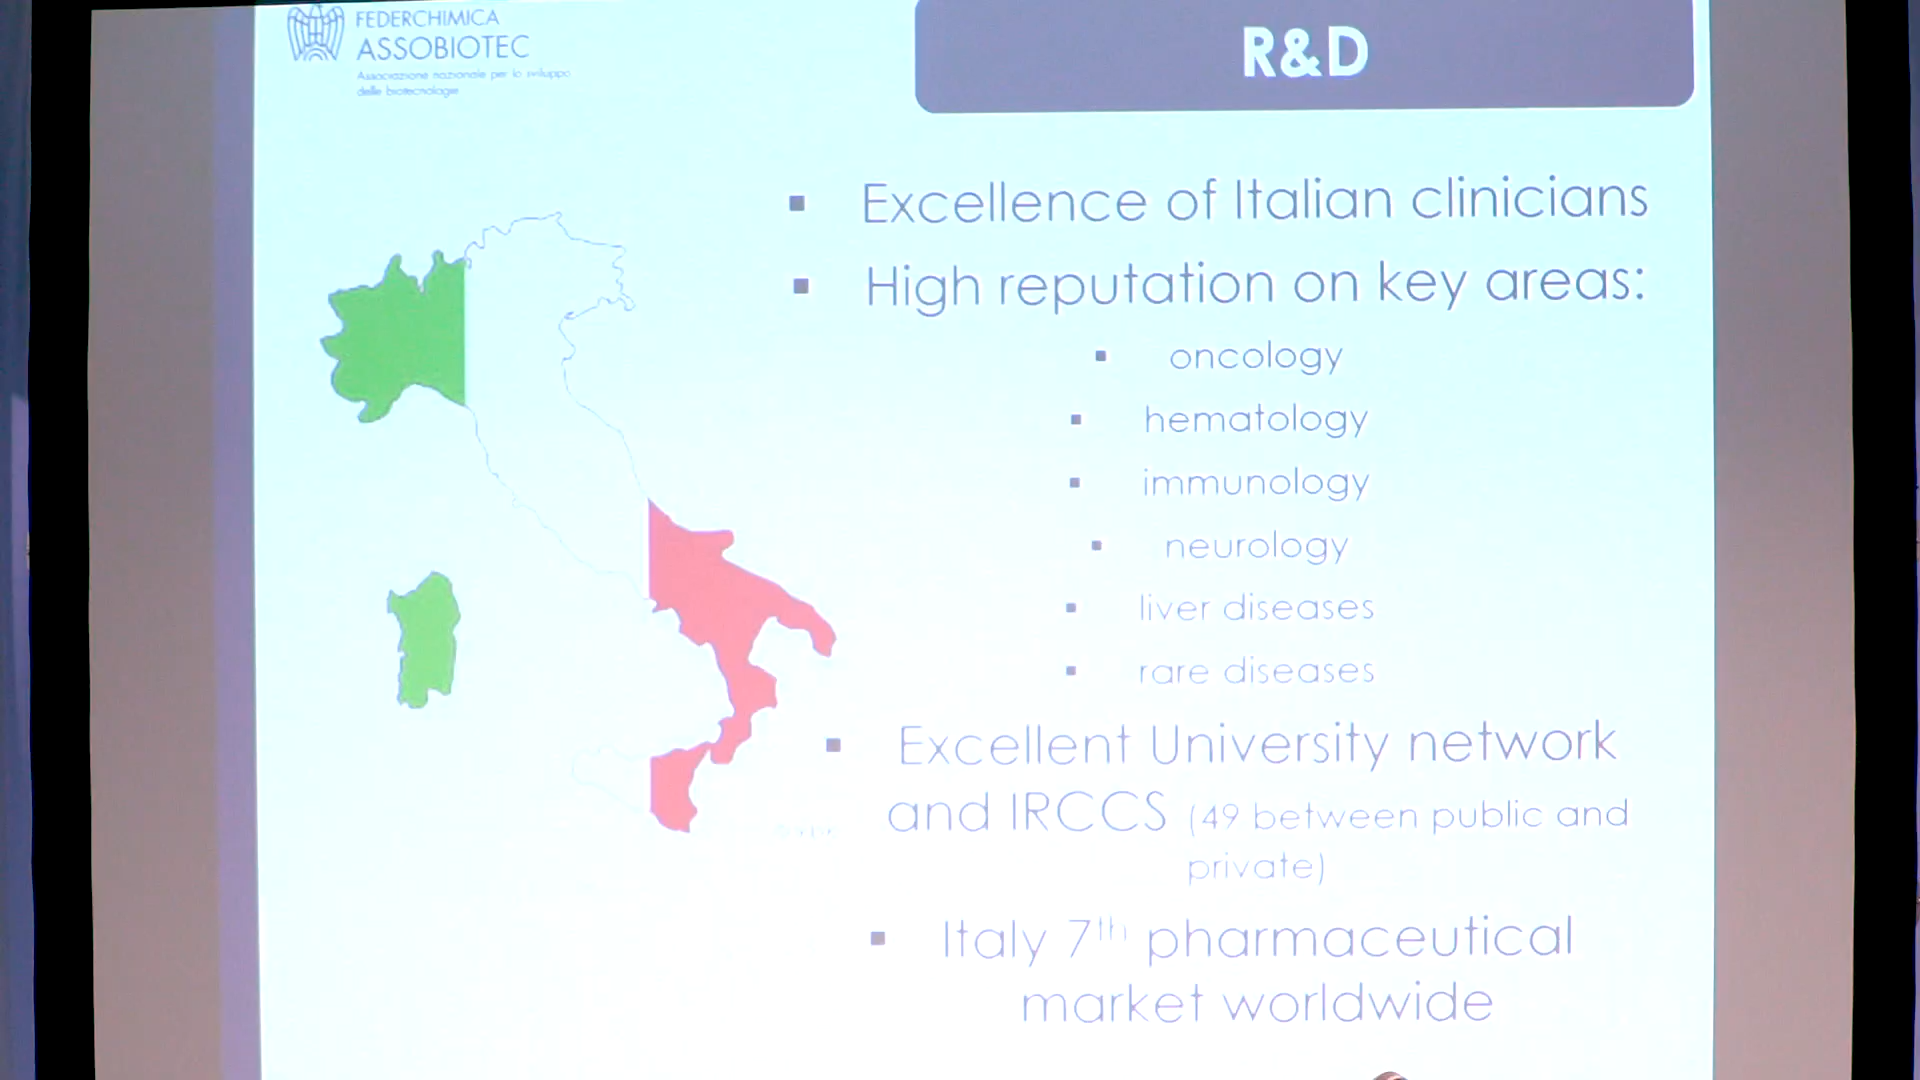 FEDERCHIMICA
ASSOBIOTEC
Associazione nazionale per lo sviluppo
delle biotecnologie
R&D
▪ Excellence of Italian clinicians
▪ High reputation on key areas:
▪ oncology
▪ hematology
▪ immunology
▪ neurology
▪ liver diseases
▪ rare diseases
▪ Excellent University network
and IRCCS (49 between public and
private)
▪ Italy 7th pharmaceutical
market worldwide